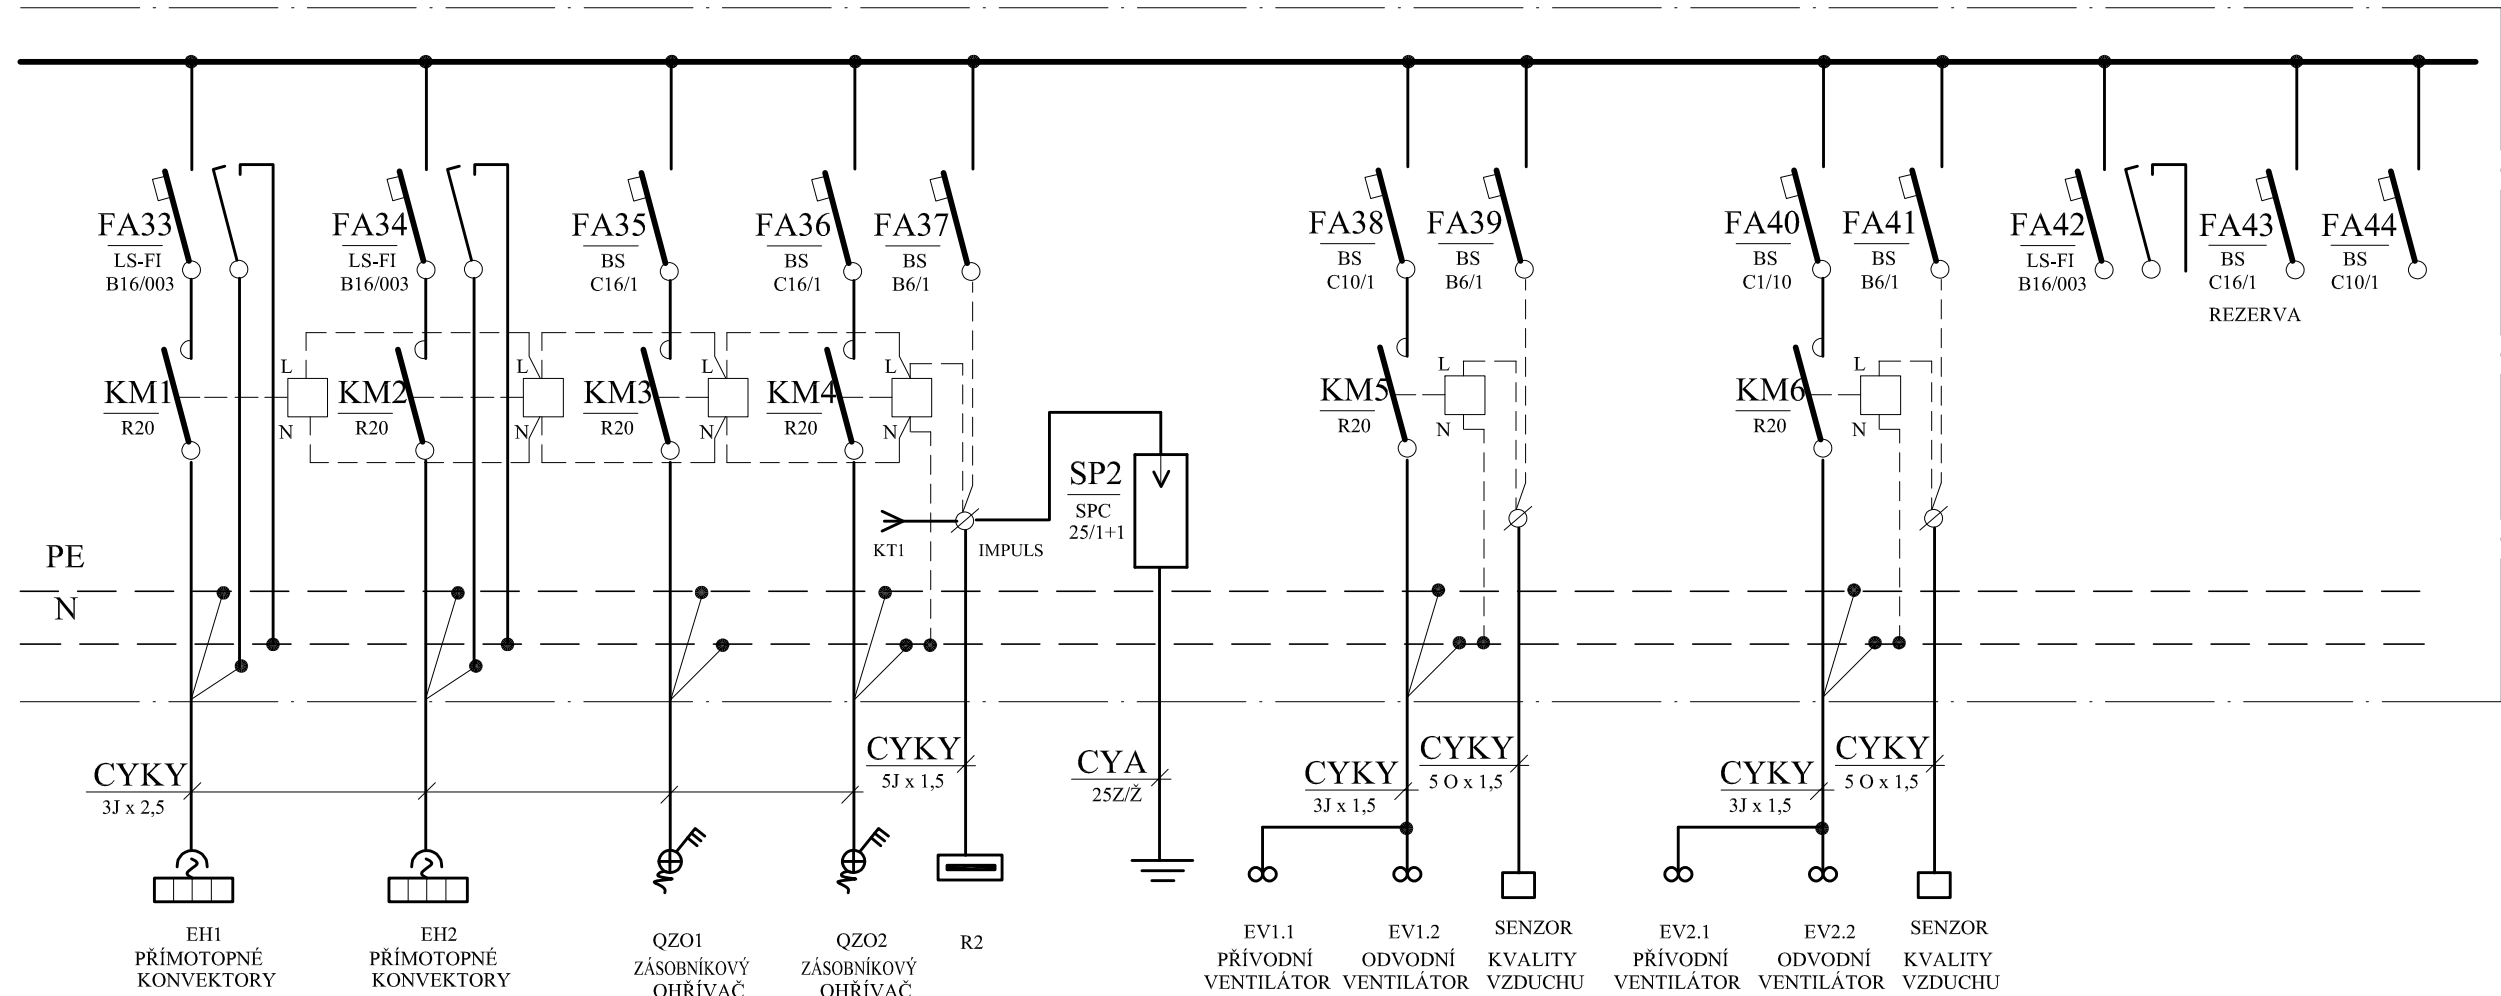 FA33
LS-FI
B16/003
FA34
LS-FI
B16/003
FA35
BS
C16/1
FA36
BS
C16/1
FA37
BS
B6/1
FA38
BS
C10/1
FA39
BS
B6/1
FA40
BS
C1/10
FA41
BS
B6/1
FA42
LS-FI
B16/003
FA43
BS
C16/1
FA44
BS
C10/1
REZERVA
KM1
R20
L
N
KM2
R20
L
N
KM3
R20
L
N
KM4
R20
L
N
KM5
R20
L
N
KM6
R20
L
N
SP2
SPC
25/1+1
KT1
IMPULS
PE
N
CYKY
3J x 2,5
CYKY
5J x 1,5
CYA
25Z/Ž
CYKY
3J x 1,5
CYKY
5 O x 1,5
CYKY
3J x 1,5
CYKY
5 O x 1,5
EH1
PŘÍMOTOPNÉ
KONVEKTORY
EH2
PŘÍMOTOPNÉ
KONVEKTORY
QZO1
ZÁSOBNÍKOVÝ
OHŘÍVAČ
QZO2
ZÁSOBNÍKOVÝ
OHŘÍVAČ
R2
EV1.1
PŘÍVODNÍ
VENTILÁTOR
EV1.2
ODVODNÍ
VENTILÁTOR
SENZOR
KVALITY
VZDUCHU
EV2.1
PŘÍVODNÍ
VENTILÁTOR
EV2.2
ODVODNÍ
VENTILÁTOR
SENZOR
KVALITY
VZDUCHU